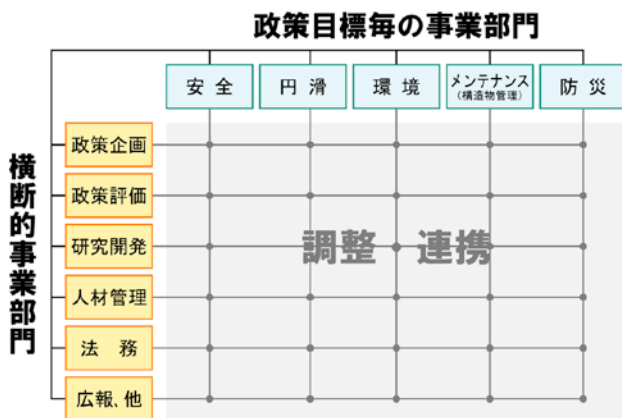 政策目標毎の事業部門
安全
円滑
環境
メンテナンス
(構造物管理)
防災
横断的事業部門
政策企画
政策評価
研究開発
人材管理
法務
広報、他
調整・連携